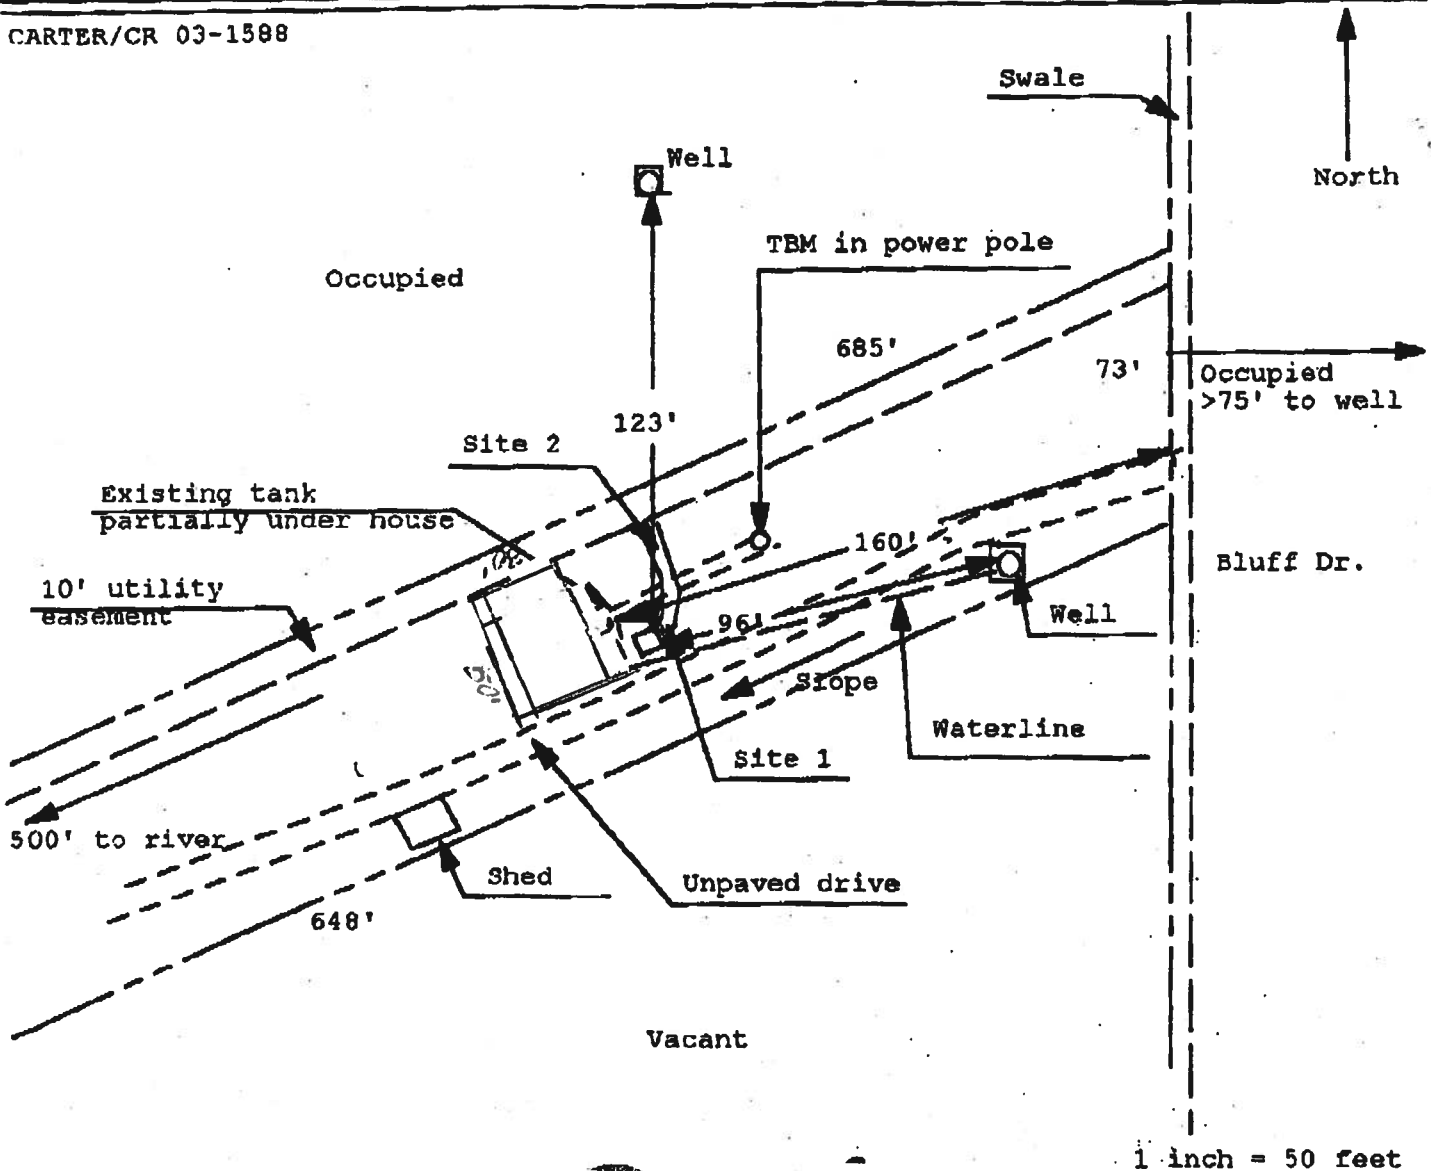 CARTER/CR 03-1588
Swale
North
Well
TBM in power pole
Occupied
685'
73'
Occupied
>75' to well
123'
Site 2
Existing tank
partially under house
160'
10' utility
easement
Bluff Dr.
96'
Well
Slope
Waterline
Site 1
500' to river
Shed
Unpaved drive
648'
Vacant
1 inch = 50 feet